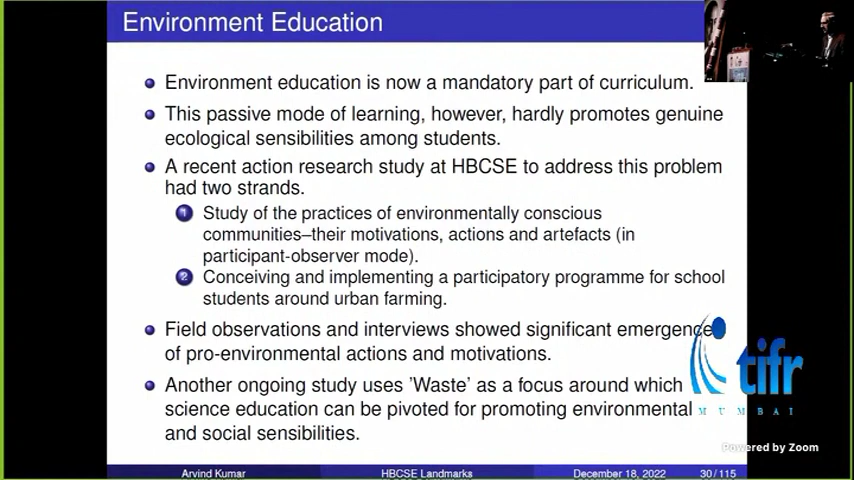 Environment Education
Environment education is now a mandatory part of curriculum.
This passive mode of learning, however, hardly promotes genuine
ecological sensibilities among students.
A recent action research study at HBCSE to address this problem
had two strands.
1 Study of the practices of environmentally conscious
communities–their motivations, actions and artefacts (in
participant-observer mode).
2 Conceiving and implementing a participatory programme for school
students around urban farming.
Field observations and interviews showed significant emergence
of pro-environmental actions and motivations.
Another ongoing study uses 'Waste' as a focus around which
science education can be pivoted for promoting environmental
and social sensibilities.
tifr
MUMBAI
Powered by Zoom
Arvind Kumar HBCSE Landmarks December 18, 2022 30 / 115